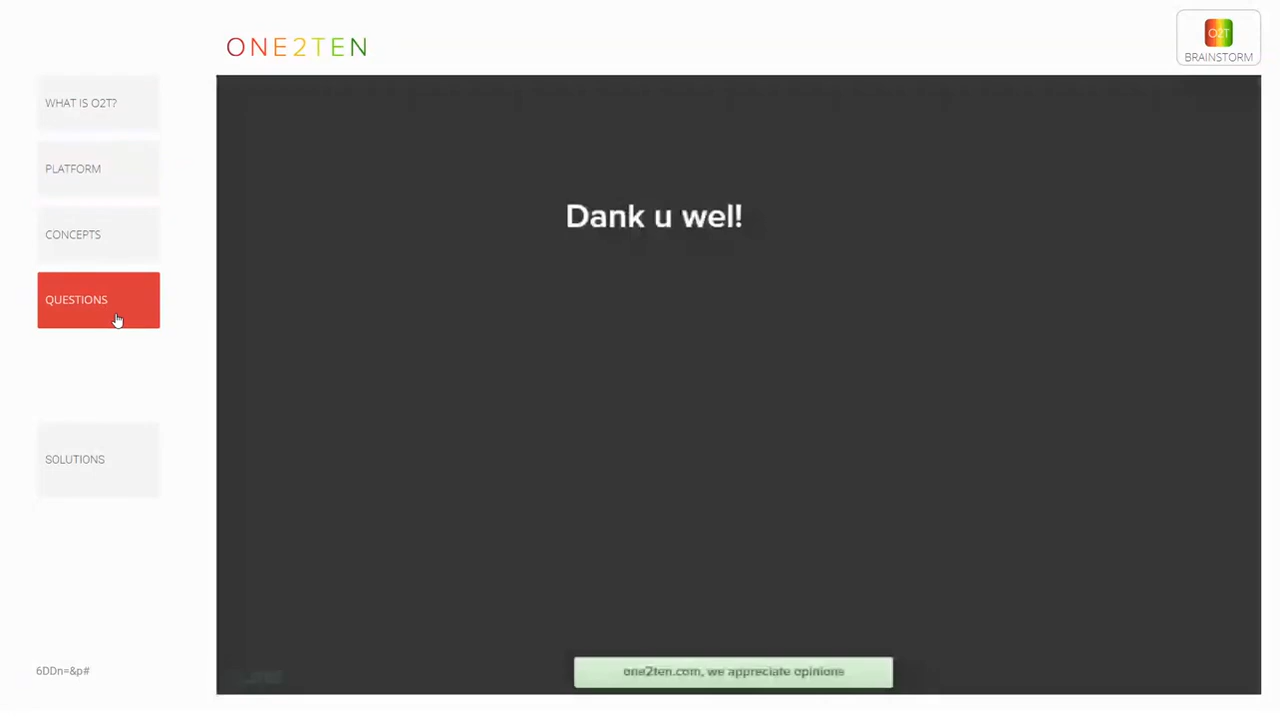 ONE2TEN
O2T
BRAINSTORM
WHAT IS O2T?
PLATFORM
CONCEPTS
QUESTIONS
SOLUTIONS
6DDn=&p#
Dank u wel!
one2ten.com, we appreciate opinions